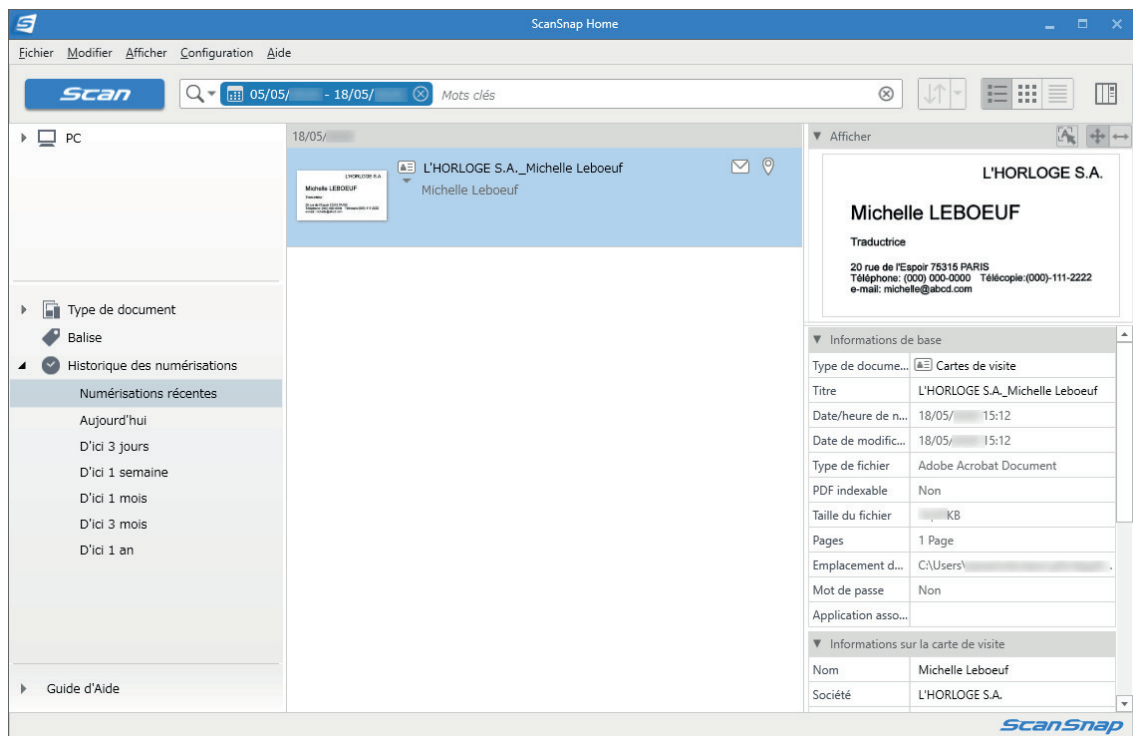 ScanSnap Home
Fichier Modifier Afficher Configuration Aide
Scan
05/05/ - 18/05/
Mots clés
PC
Type de document
Balise
Historique des numérisations
Numérisations récentes
Aujourd'hui
D'ici 3 jours
D'ici 1 semaine
D'ici 1 mois
D'ici 3 mois
D'ici 1 an
Guide d'Aide
18/05/
L'HORLOGE S.A.
Michelle LEBOEUF
Traductrice
L'HORLOGE S.A._Michelle Leboeuf
Michelle Leboeuf
Afficher
L'HORLOGE S.A.
Michelle LEBOEUF
Traductrice
20 rue de l'Espoir 75315 PARIS
Téléphone: (000) 000-0000 Télécopie:(000)-111-2222
e-mail: michelle@abcd.com
Informations de base
Type de docume... Cartes de visite
Titre L'HORLOGE S.A._Michelle Leboeuf
Date/heure de n... 18/05/ 15:12
Date de modific... 18/05/ 15:12
Type de fichier Adobe Acrobat Document
PDF indexable Non
Taille du fichier KB
Pages 1 Page
Emplacement d... C:\Users\ .
Mot de passe Non
Application asso...
Informations sur la carte de visite
Nom Michelle Leboeuf
Société L'HORLOGE S.A.
ScanSnap